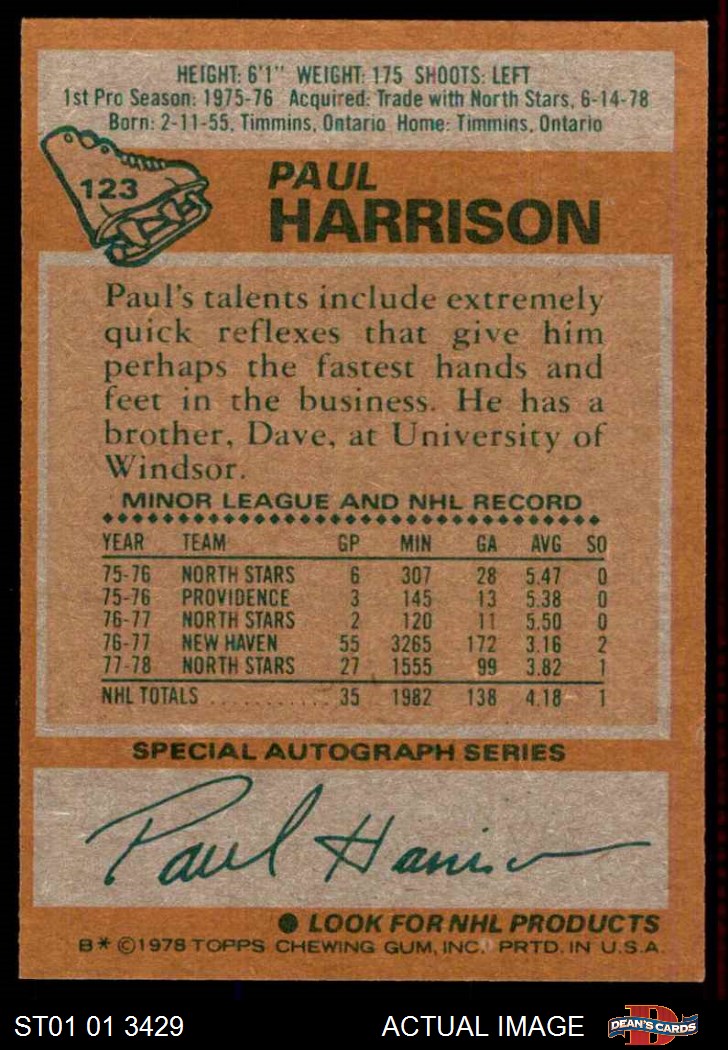 HEIGHT: 6'1" WEIGHT: 175 SHOOTS: LEFT
1st Pro Season: 1975-76 Acquired: Trade with North Stars, 6-14-78
Born: 2-11-55, Timmins, Ontario Home: Timmins, Ontario
123
PAUL
HARRISON
Paul's talents include extremely
quick reflexes that give him
perhaps the fastest hands and
feet in the business. He has a
brother, Dave, at University of
Windsor.
MINOR LEAGUE AND NHL RECORD
YEAR TEAM GP MIN GA AVG SO
75-76 NORTH STARS 6 307 28 5.47 0
75-76 PROVIDENCE 3 145 13 5.38 0
76-77 NORTH STARS 2 120 11 5.50 0
76-77 NEW HAVEN 55 3265 172 3.16 2
77-78 NORTH STARS 27 1555 99 3.82 1
NHL TOTALS ............ 35 1982 138 4.18 1
SPECIAL AUTOGRAPH SERIES
Paul Harrison
● LOOK FOR NHL PRODUCTS
B* ©1978 TOPPS CHEWING GUM, INC. PRTD. IN U.S.A.
ST01 01 3429 ACTUAL IMAGE D DEAN'S CARDS